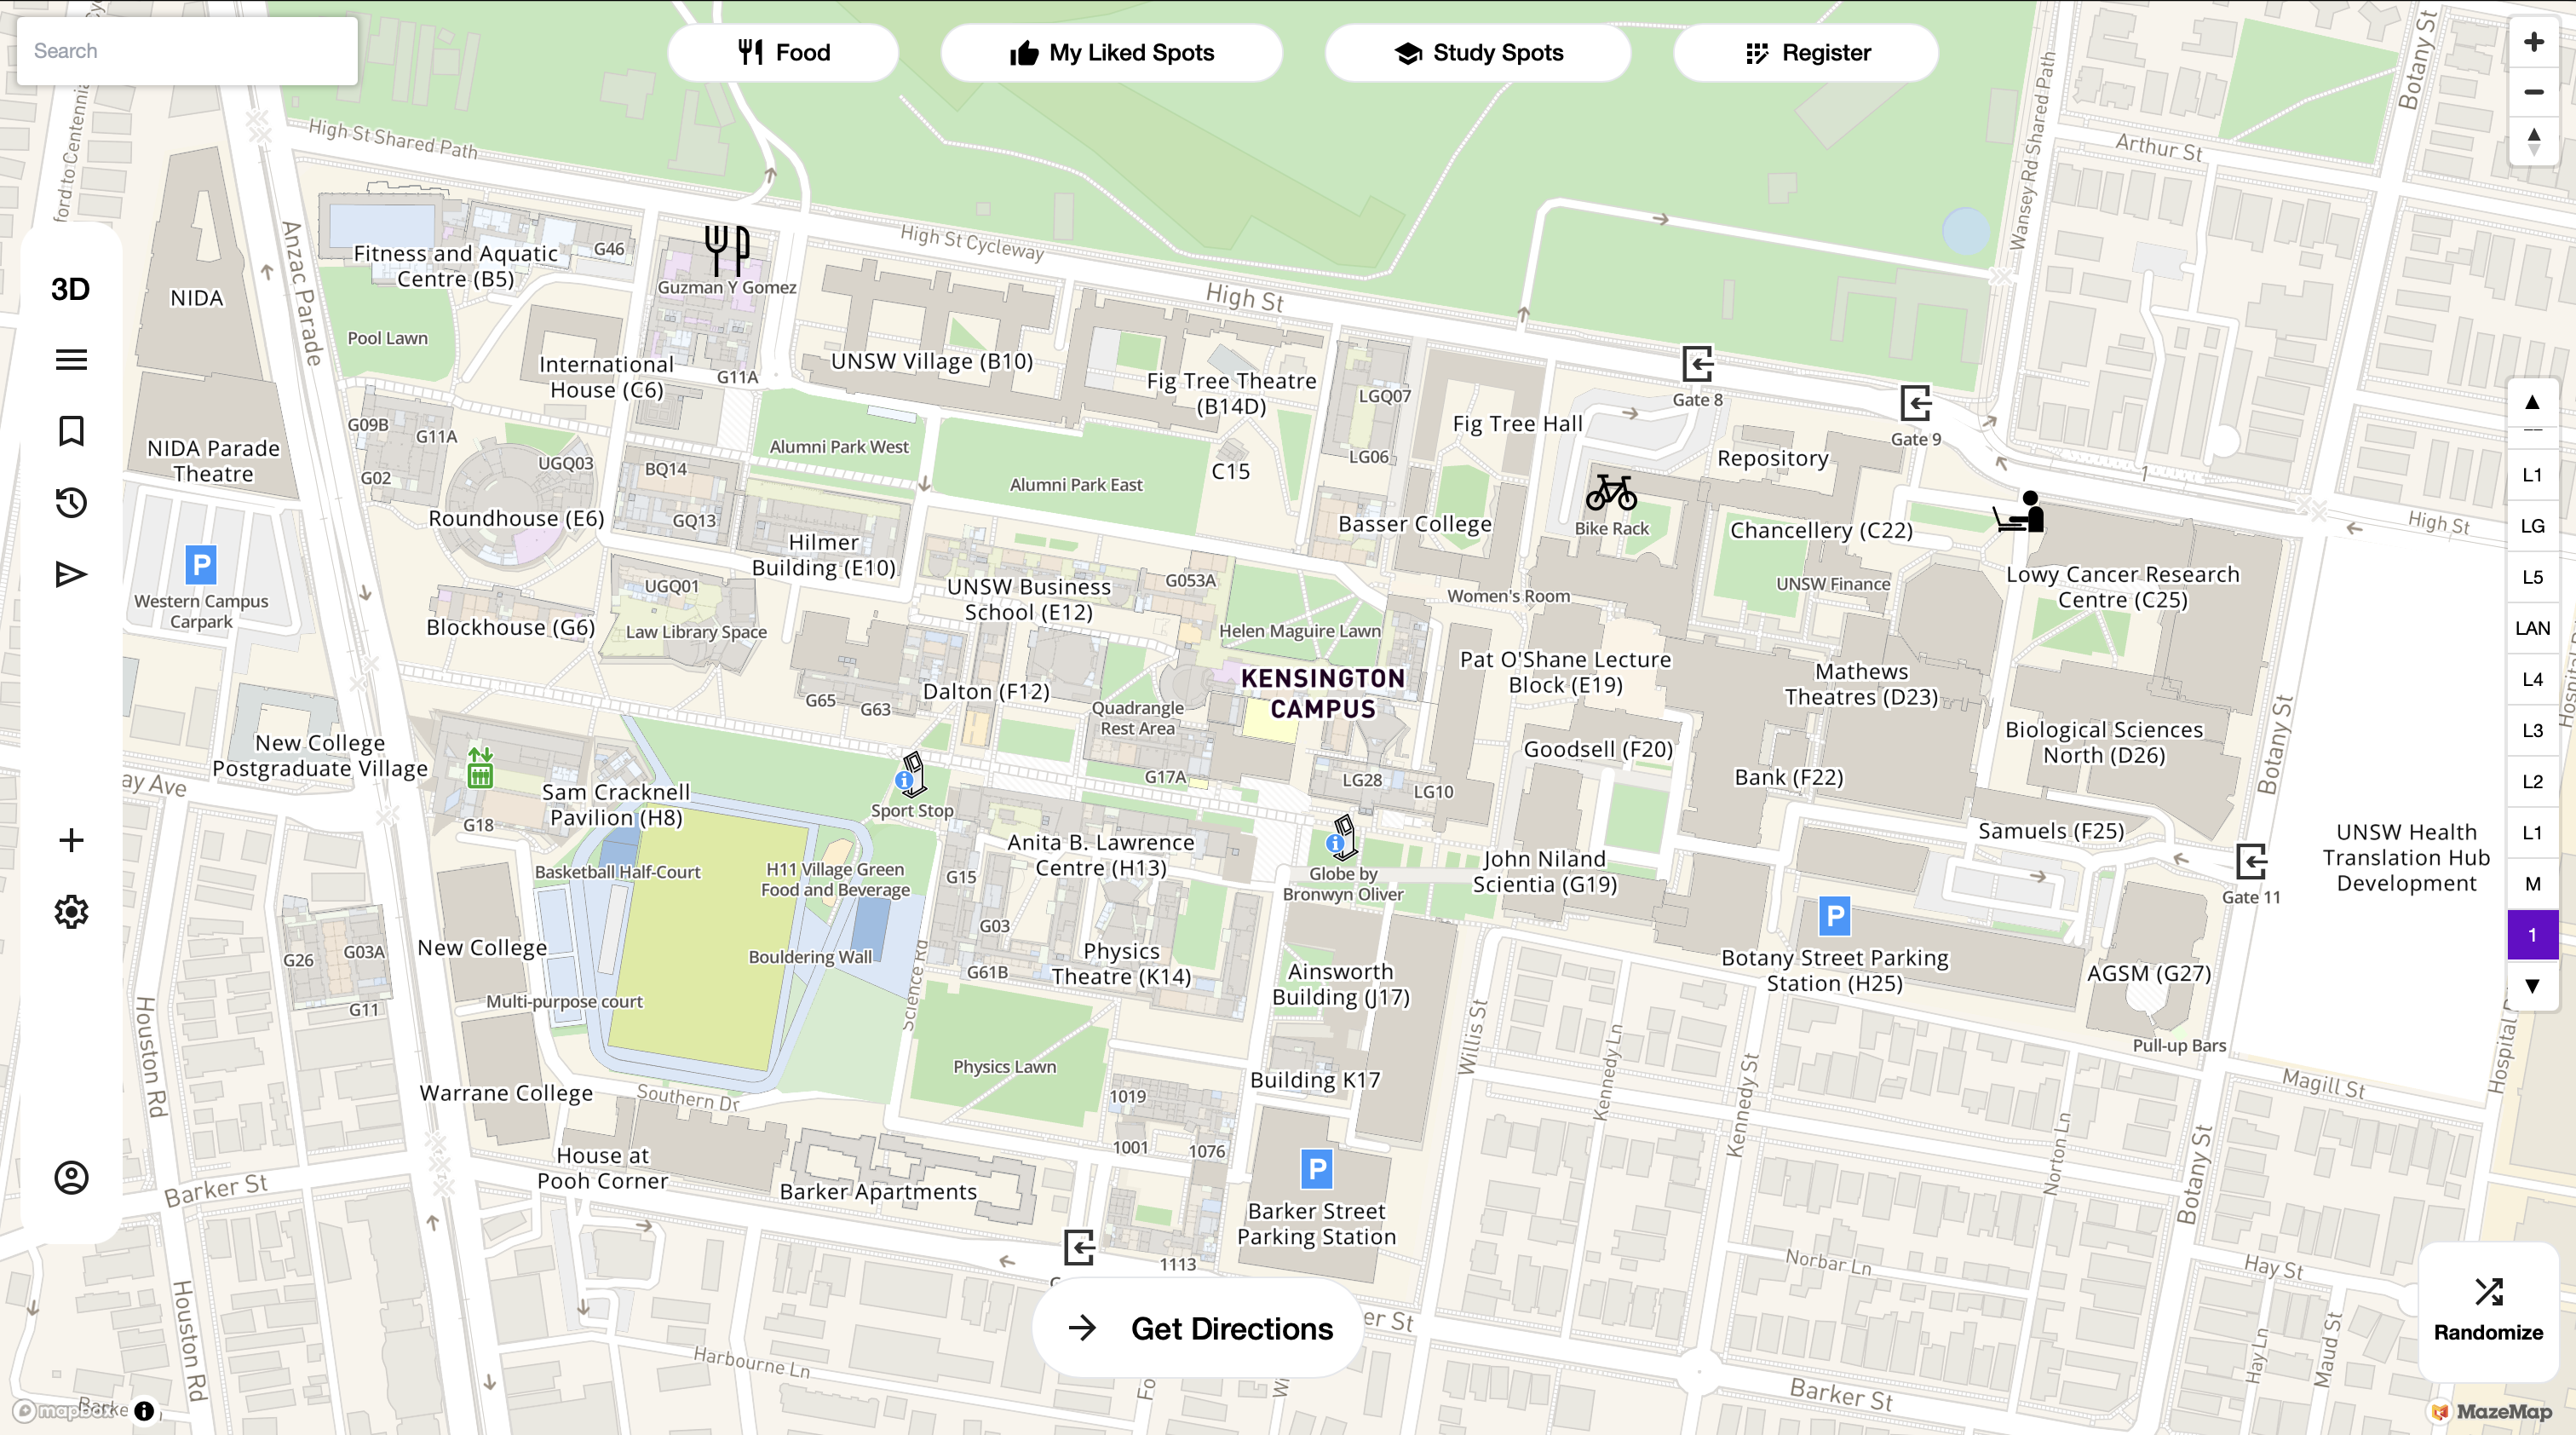 Search
Food
My Liked Spots
Study Spots
Register
Botany St
High St Shared Path
Wansey Rd Shared Path
Arthur St
Anzac Parade
Fitness and Aquatic
Centre (B5)
G46
Guzman Y Gomez
High St Cycleway
High St
3D
NIDA
Pool Lawn
International
House (C6)
G11A
UNSW Village (B10)
Fig Tree Theatre
(B14D)
LGQ07
Gate 8
Gate 9
Fig Tree Hall
NIDA Parade
Theatre
G09B
G11A
G02
UGQ03
BQ14
Alumni Park West
Alumni Park East
C15
LG06
Repository
Roundhouse (E6)
GQ13
Hilmer
Building (E10)
Basser College
Bike Rack
Chancellery (C22)
High St
P
Western Campus
Carpark
Blockhouse (G6)
UGQ01
Law Library Space
UNSW Business
School (E12)
G053A
Helen Maguire Lawn
Women's Room
UNSW Finance
Lowy Cancer Research
Centre (C25)
KENSINGTON
CAMPUS
Pat O'Shane Lecture
Block (E19)
Mathews
Theatres (D23)
Dalton (F12)
G65
G63
Quadrangle
Rest Area
New College
Postgraduate Village
ay Ave
Goodsell (F20)
Biological Sciences
North (D26)
Botany St
Sam Cracknell
Pavilion (H8)
G18
Sport Stop
G17A
LG28
LG10
Bank (F22)
Samuels (F25)
UNSW Health
Translation Hub
Development
Gate 11
Basketball Half-Court
H11 Village Green
Food and Beverage
Anita B. Lawrence
Centre (H13)
G15
Globe by
Bronwyn Oliver
John Niland
Scientia (G19)
G03
New College
G26
G03A
G11
Bouldering Wall
Multi-purpose court
Science Rd
G61B
Physics
Theatre (K14)
Ainsworth
Building (J17)
P
Botany Street Parking
Station (H25)
AGSM (G27)
Pull-up Bars
Houston Rd
Warrane College
Southern Dr
Physics Lawn
1019
Building K17
Willis St
Kennedy Ln
Kennedy St
Norton Ln
Magill St
Botany St
House at
Pooh Corner
Barker Apartments
1001
1076
1113
P
Barker Street
Parking Station
Barker St
Houston Rd
Harbourne Ln
Norbar Ln
Hay St
Hay Ln
Maud St
er St
Barker St
Get Directions
Randomize
L1
LG
L5
LAN
L4
L3
L2
L1
M
1
mapbox
MazeMap